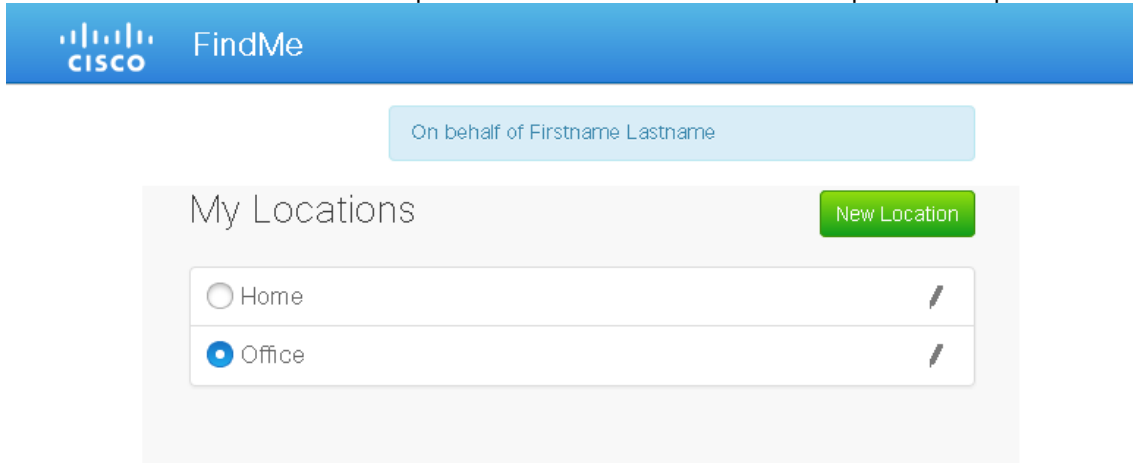 CISCO FindMe
On behalf of Firstname Lastname
My Locations New Location
Home
Office